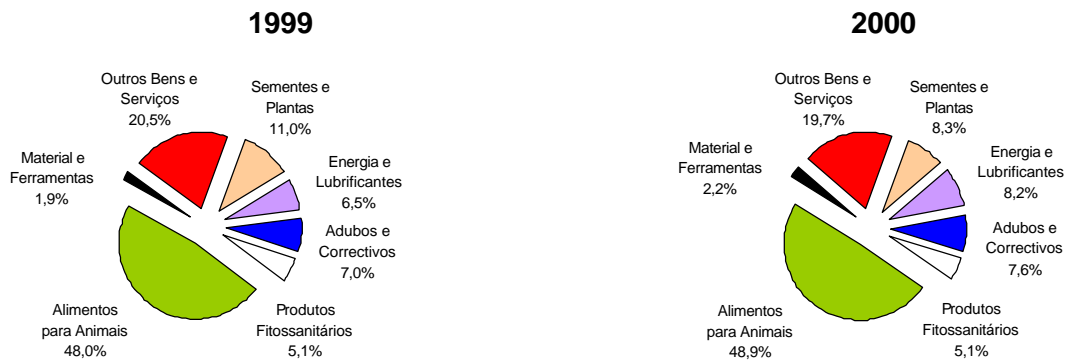 1999
Outros Bens e
Serviços
20,5%
Sementes e
Plantas
11,0%
Energia e
Lubrificantes
6,5%
Adubos e
Correctivos
7,0%
Produtos
Fitossanitários
5,1%
Alimentos
para Animais
48,0%
Material e
Ferramentas
1,9%
2000
Outros Bens e
Serviços
19,7%
Sementes e
Plantas
8,3%
Energia e
Lubrificantes
8,2%
Adubos e
Correctivos
7,6%
Produtos
Fitossanitários
5,1%
Alimentos
para Animais
48,9%
Material e
Ferramentas
2,2%